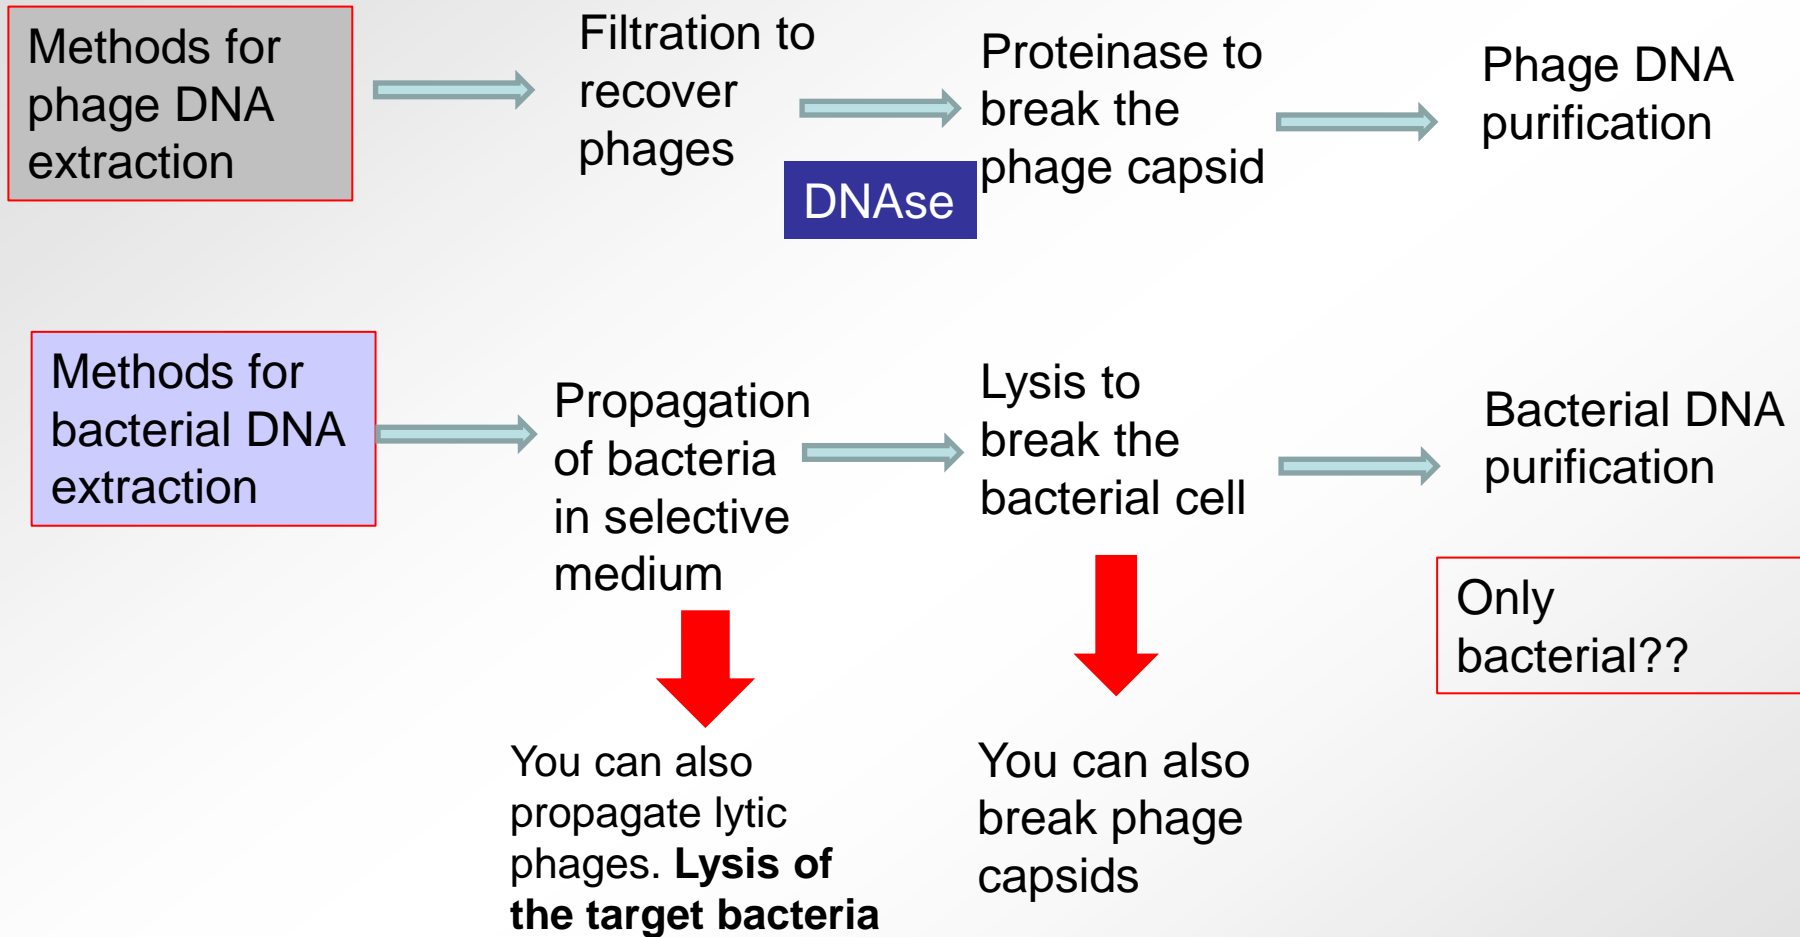 Methods for
phage DNA
extraction
Filtration to
recover
phages
DNAse
Proteinase to
break the
phage capsid
Phage DNA
purification
Methods for
bacterial DNA
extraction
Propagation
of bacteria
in selective
medium
Lysis to
break the
bacterial cell
Bacterial DNA
purification
Only
bacterial??
You can also
propagate lytic
phages. Lysis of
the target bacteria
You can also
break phage
capsids